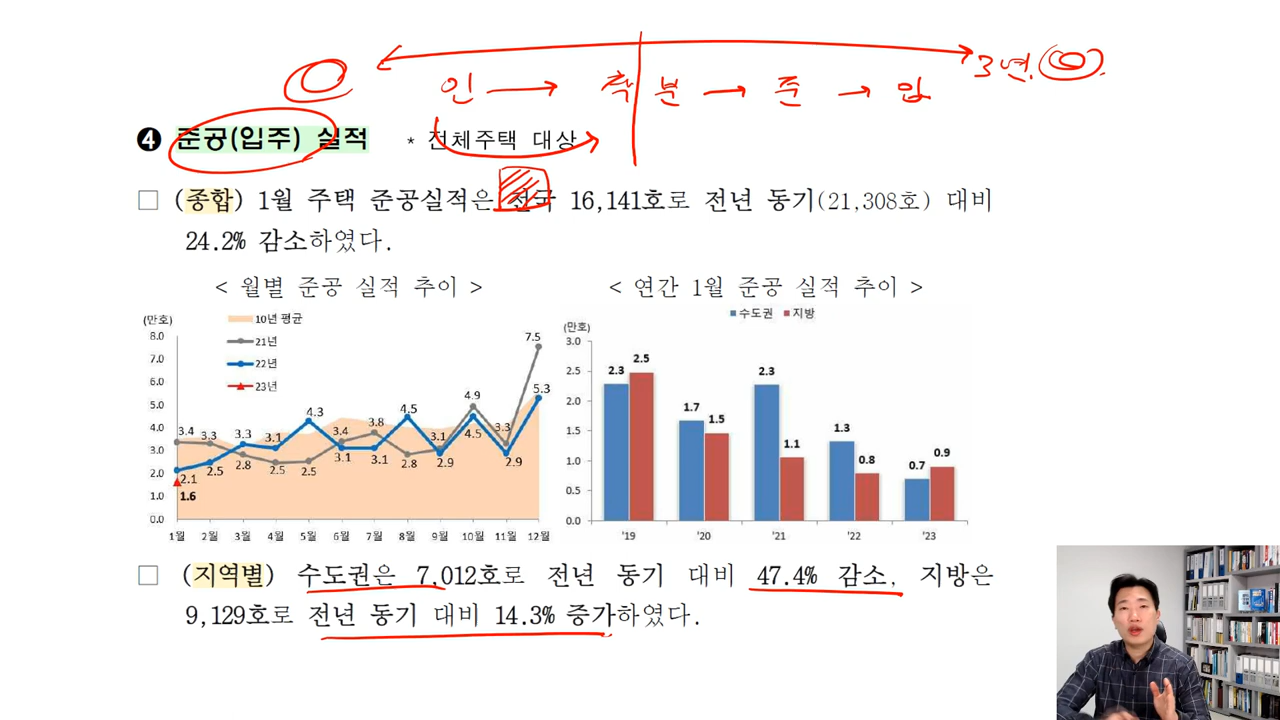 3년.
인 → 착 분 → 준 → 입
❹ 준공(입주) 실적 * 전체주택 대상
□ (종합) 1월 주택 준공실적은 전국 16,141호로 전년 동기(21,308호) 대비
24.2% 감소하였다.
< 월별 준공 실적 추이 >
(만호)
10년 평균
21년
22년
23년
8.0
7.0
6.0
5.0
4.0
3.0
2.0
1.0
0.0
3.4 3.3 2.8 2.5 2.5 3.4 3.8 2.8 3.1 4.9 3.3 7.5
2.1 2.5 3.3 3.1 4.3 3.1 3.1 4.5 2.9 4.5 2.9 5.3
1.6
1월 2월 3월 4월 5월 6월 7월 8월 9월 10월 11월 12월
< 연간 1월 준공 실적 추이 >
수도권 지방
(만호)
3.0
2.5
2.0
1.5
1.0
0.5
0.0
2.3 2.5 1.7 1.5 2.3 1.1 1.3 0.8 0.7 0.9
'19 '20 '21 '22 '23
□ (지역별) 수도권은 7,012호로 전년 동기 대비 47.4% 감소, 지방은
9,129호로 전년 동기 대비 14.3% 증가하였다.